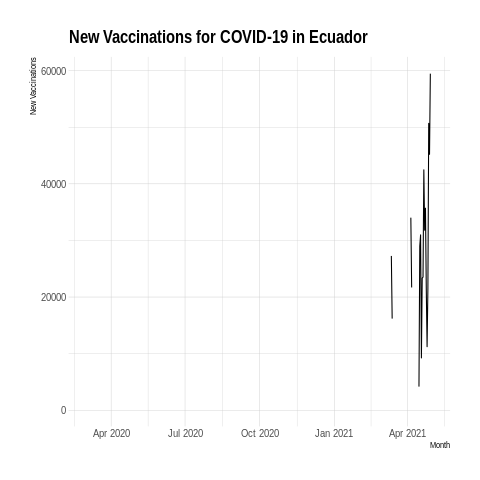 New Vaccinations for COVID-19 in Ecuador
New Vaccinations
60000
40000
20000
0
Apr 2020 Jul 2020 Oct 2020 Jan 2021 Apr 2021
Month